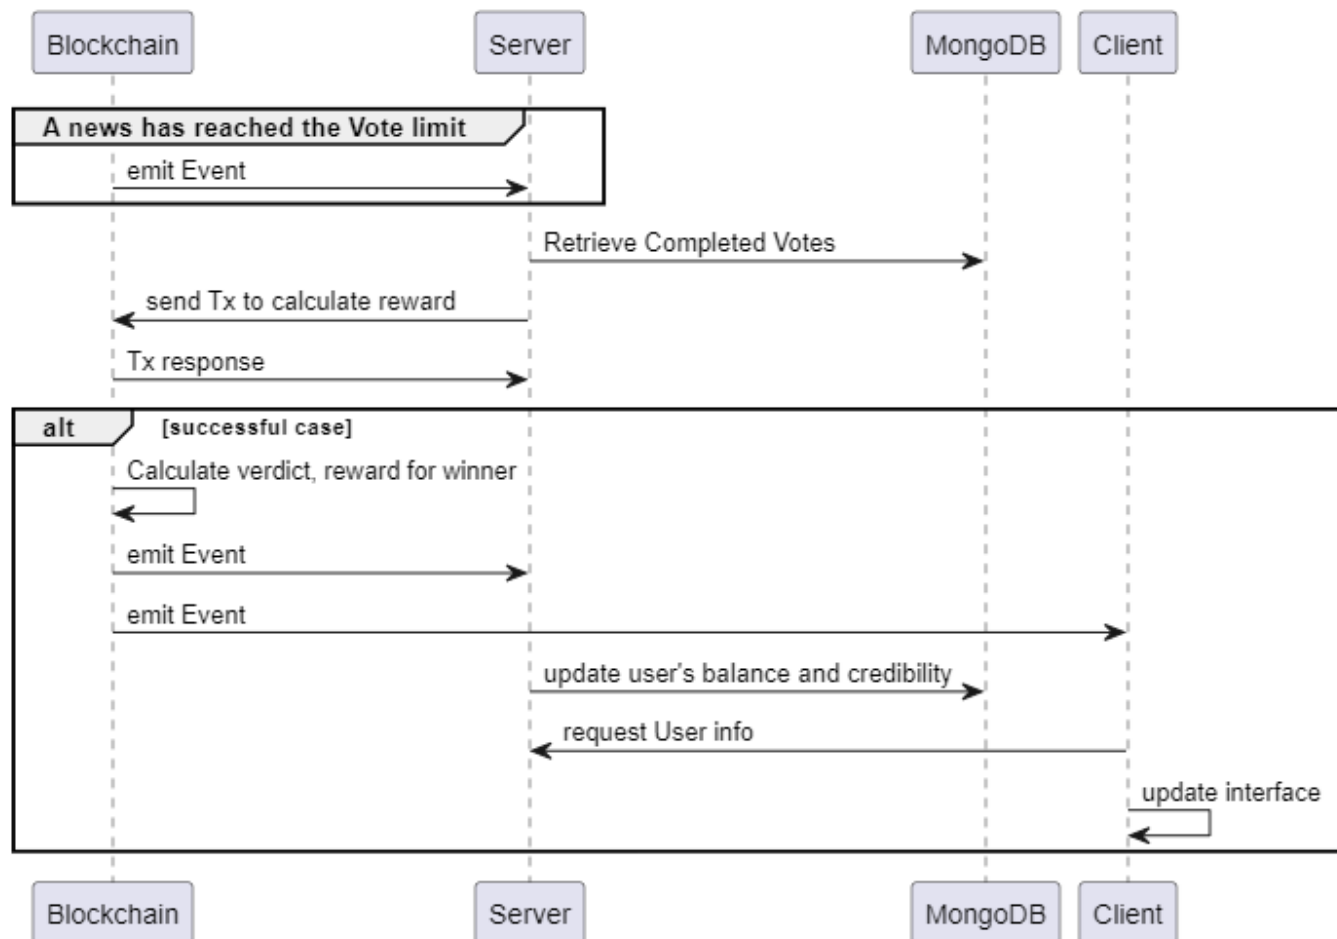 Blockchain
Server
MongoDB
Client
A news has reached the Vote limit
emit Event
Retrieve Completed Votes
send Tx to calculate reward
Tx response
alt
[successful case]
Calculate verdict, reward for winner
emit Event
emit Event
update user's balance and credibility
request User info
update interface
Blockchain
Server
MongoDB
Client